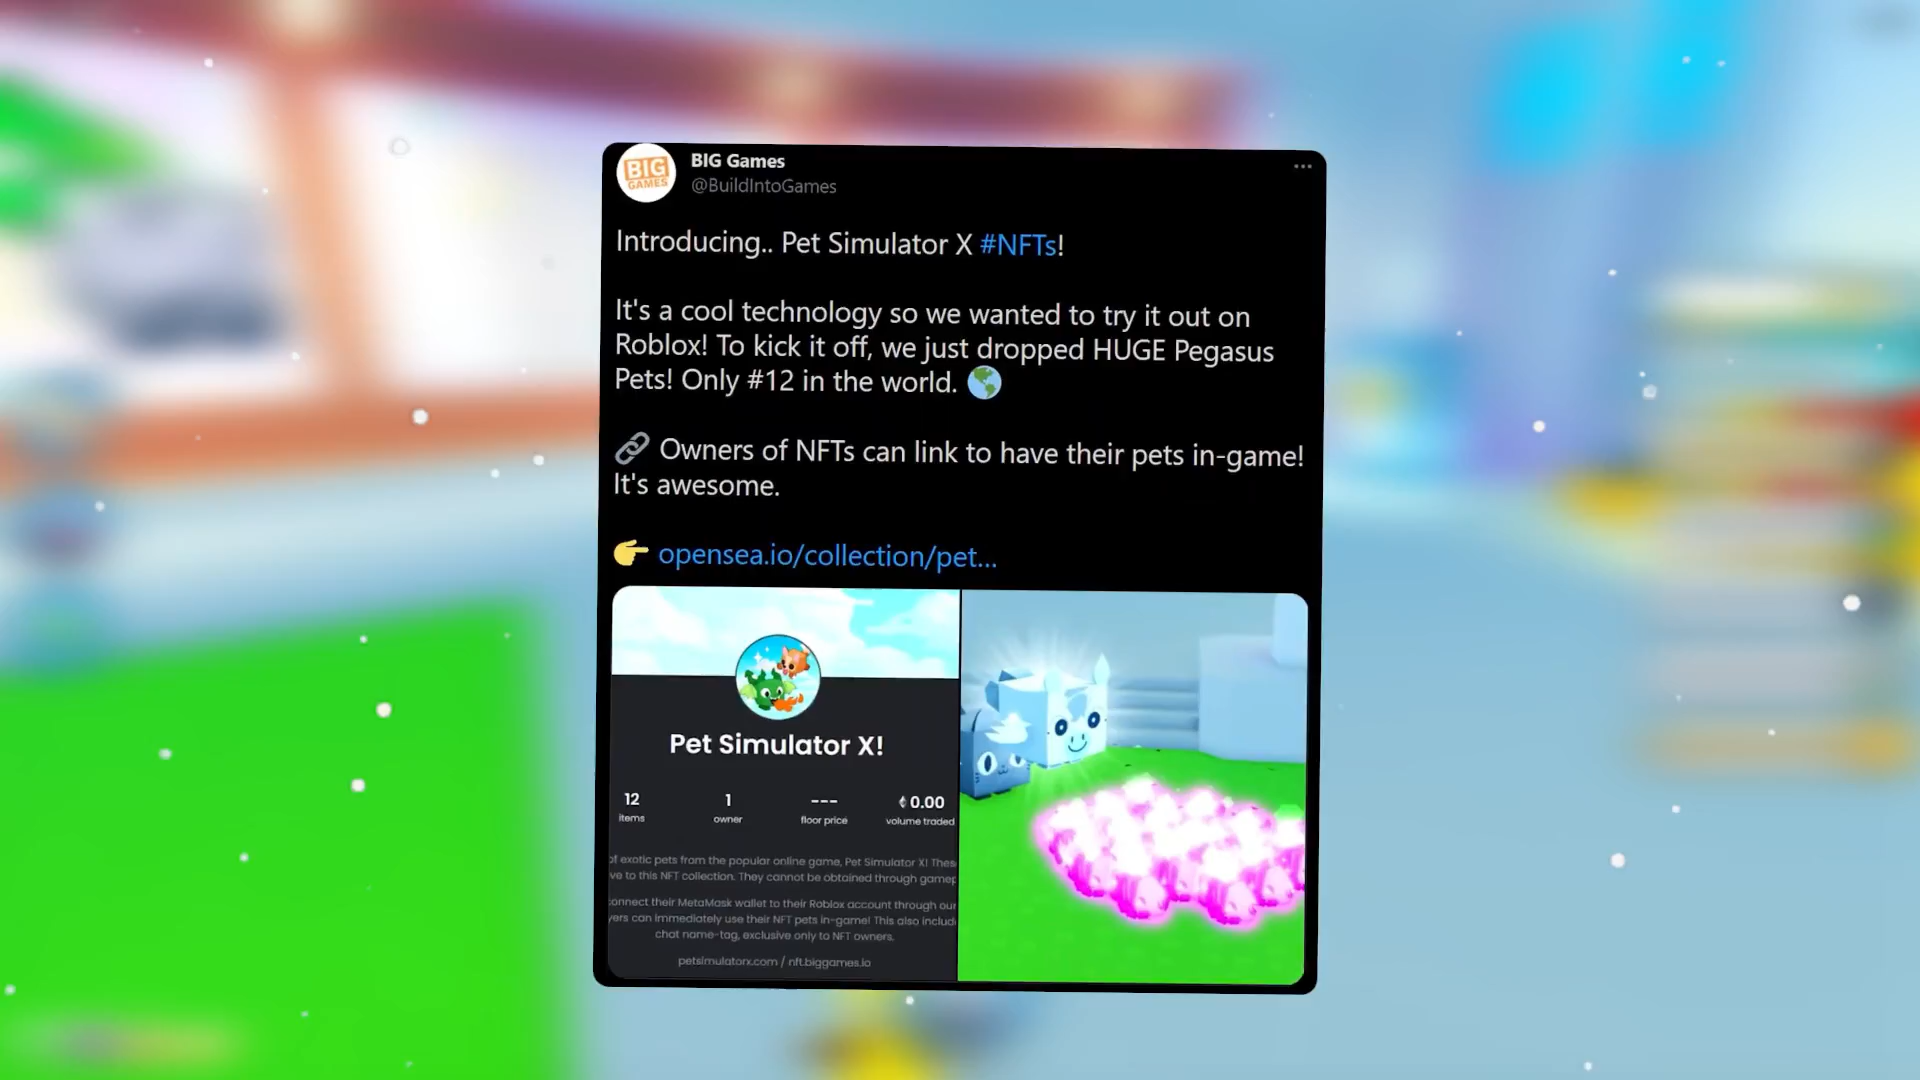 BIG
GAMES
BIG Games
@BuildIntoGames
Introducing.. Pet Simulator X #NFTs!
It's a cool technology so we wanted to try it out on
Roblox! To kick it off, we just dropped HUGE Pegasus
Pets! Only #12 in the world.
Owners of NFTs can link to have their pets in-game!
It's awesome.
opensea.io/collection/pet...
Pet Simulator X!
12
items
1
owner
---
floor price
0.00
volume traded
of exotic pets from the popular online game, Pet Simulator X! These
ve to this NFT collection. They cannot be obtained through gamep
onnect their MetaMask wallet to their Roblox account through our
yers can immediately use their NFT pets in-game! This also includ
chat name-tag, exclusive only to NFT owners.
petsimulatorx.com / nft.biggames.io